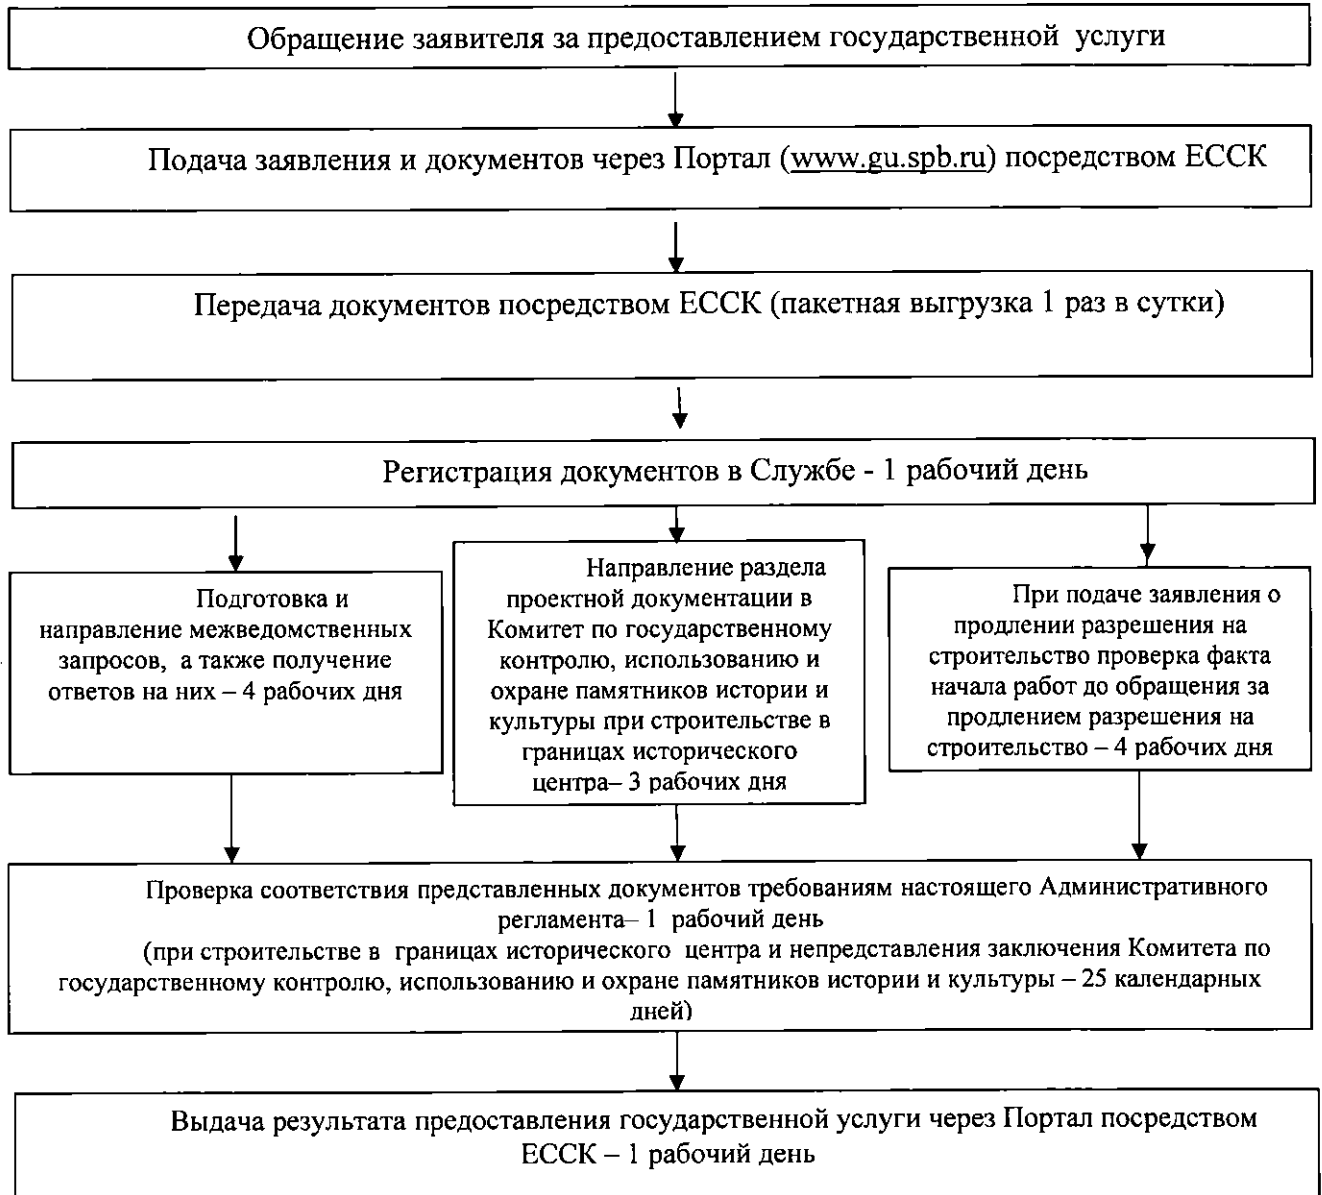 Обращение заявителя за предоставлением государственной услуги
Подача заявления и документов через Портал (www.gu.spb.ru) посредством ЕССК
Передача документов посредством ЕССК (пакетная выгрузка 1 раз в сутки)
Регистрация документов в Службе - 1 рабочий день
Подготовка и
направление межведомственных
запросов, а также получение
ответов на них – 4 рабочих дня
Направление раздела
проектной документации в
Комитет по государственному
контролю, использованию и
охране памятников истории и
культуры при строительстве в
границах исторического
центра– 3 рабочих дня
При подаче заявления о
продлении разрешения на
строительство проверка факта
начала работ до обращения за
продлением разрешения на
строительство – 4 рабочих дня
Проверка соответствия представленных документов требованиям настоящего Административного
регламента– 1 рабочий день
(при строительстве в границах исторического центра и непредставления заключения Комитета по
государственному контролю, использованию и охране памятников истории и культуры – 25 календарных
дней)
Выдача результата предоставления государственной услуги через Портал посредством
ЕССК – 1 рабочий день